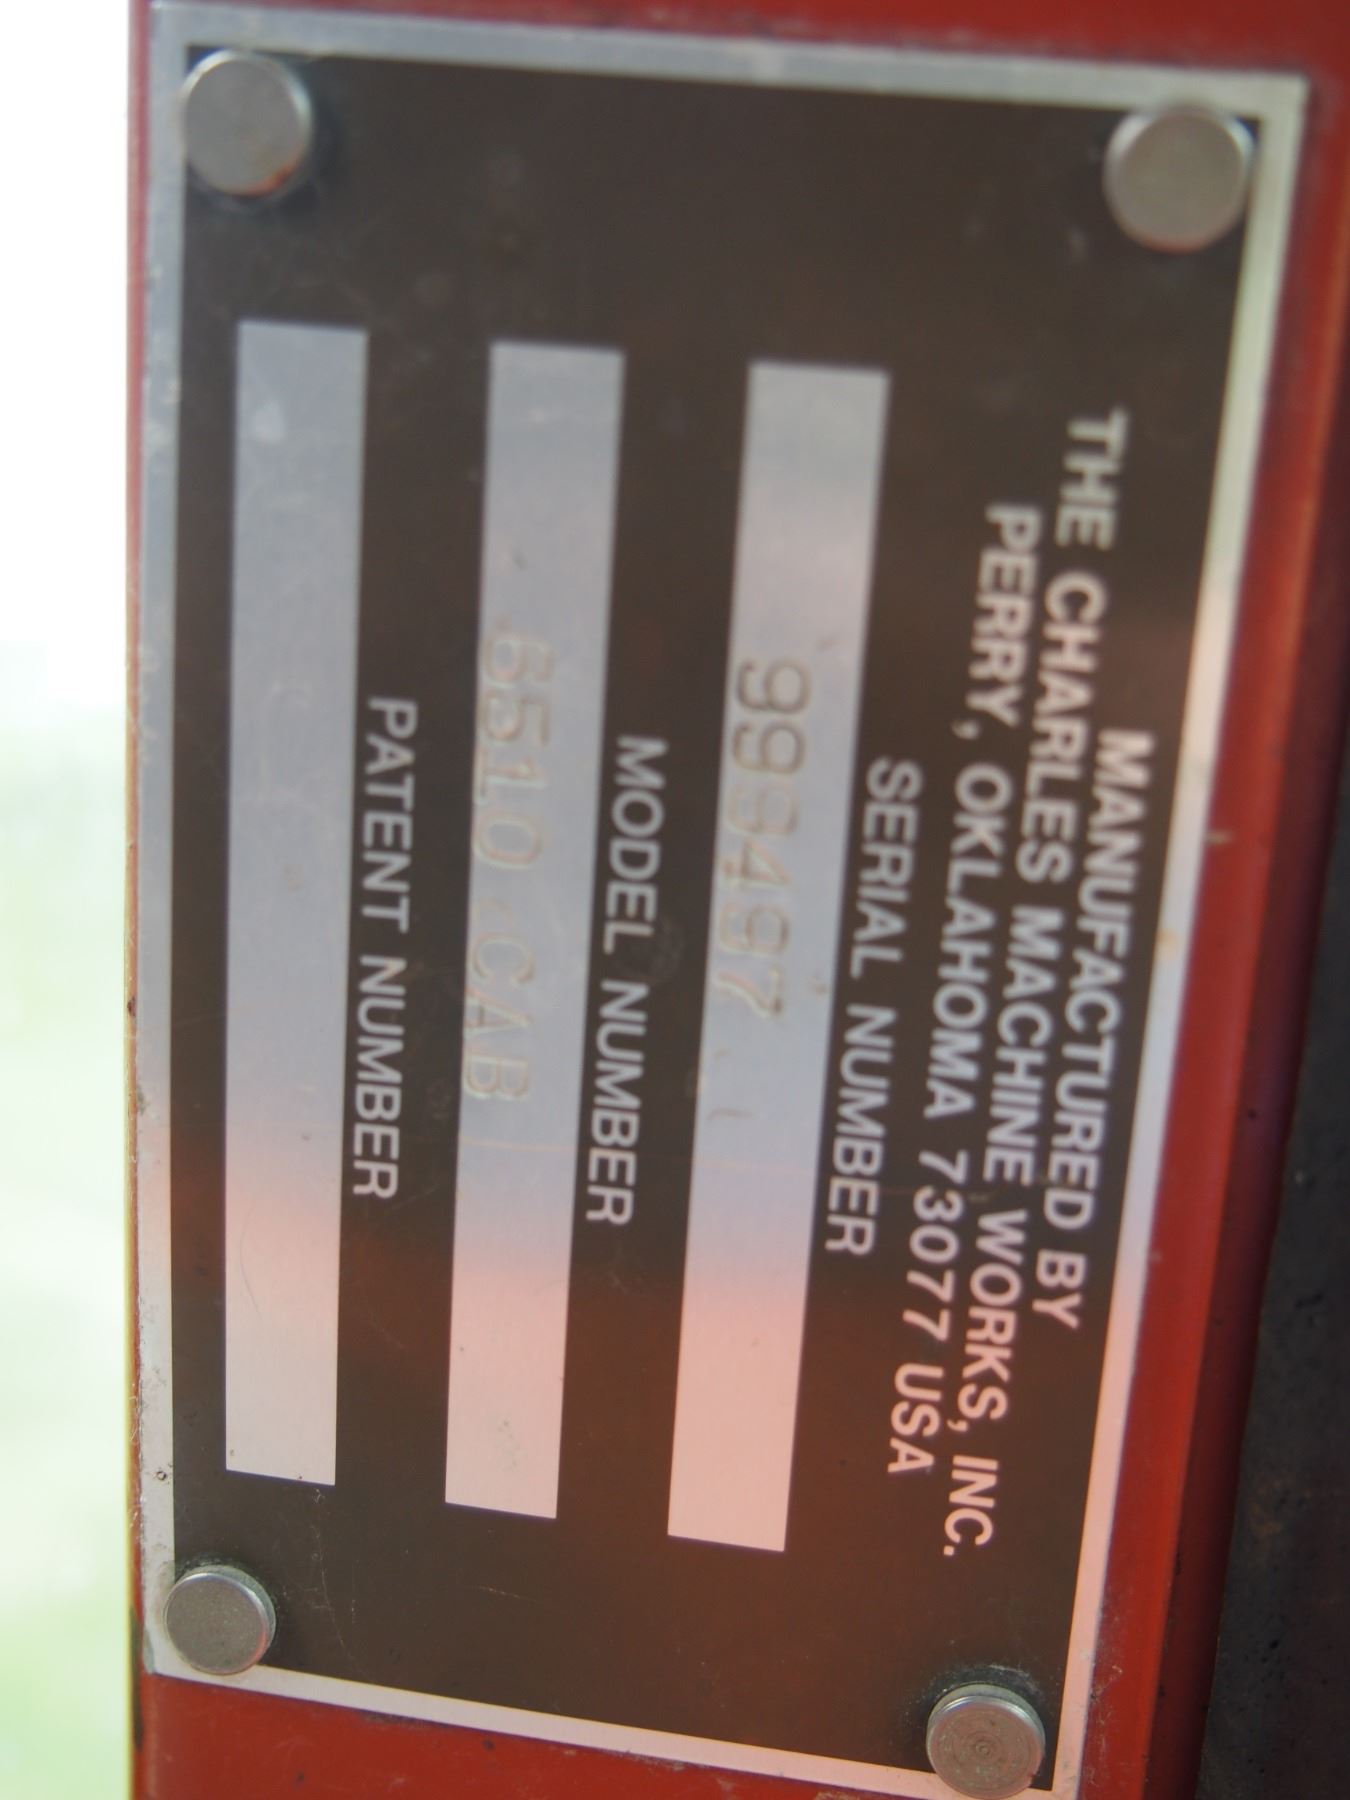 MANUFACTURED BY
THE CHARLES MACHINE WORKS, INC.
PERRY, OKLAHOMA 73077 USA
SERIAL NUMBER
999497
MODEL NUMBER
6510 CAB
PATENT NUMBER